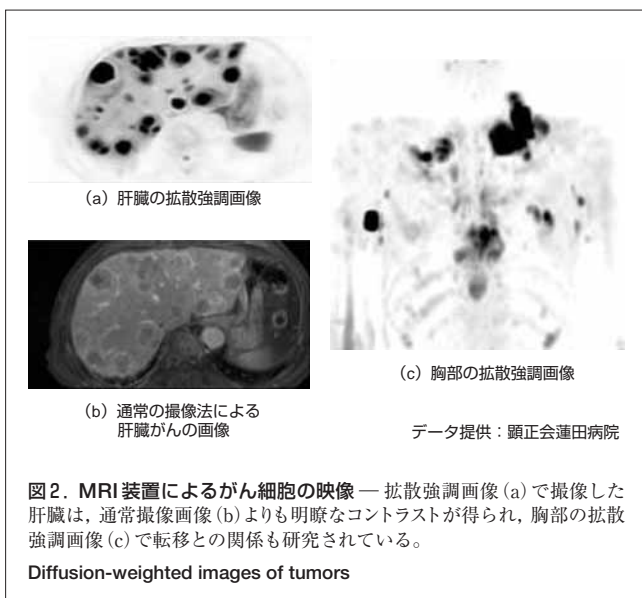 (a) 肝臓の拡散強調画像
(b) 通常の撮像法による
肝臓がんの画像
(c) 胸部の拡散強調画像
データ提供：顕正会蓮田病院
図2. MRI装置によるがん細胞の映像 — 拡散強調画像(a)で撮像した
肝臓は，通常撮像画像(b)よりも明瞭なコントラストが得られ，胸部の拡散
強調画像(c)で転移との関係も研究されている。
Diffusion-weighted images of tumors